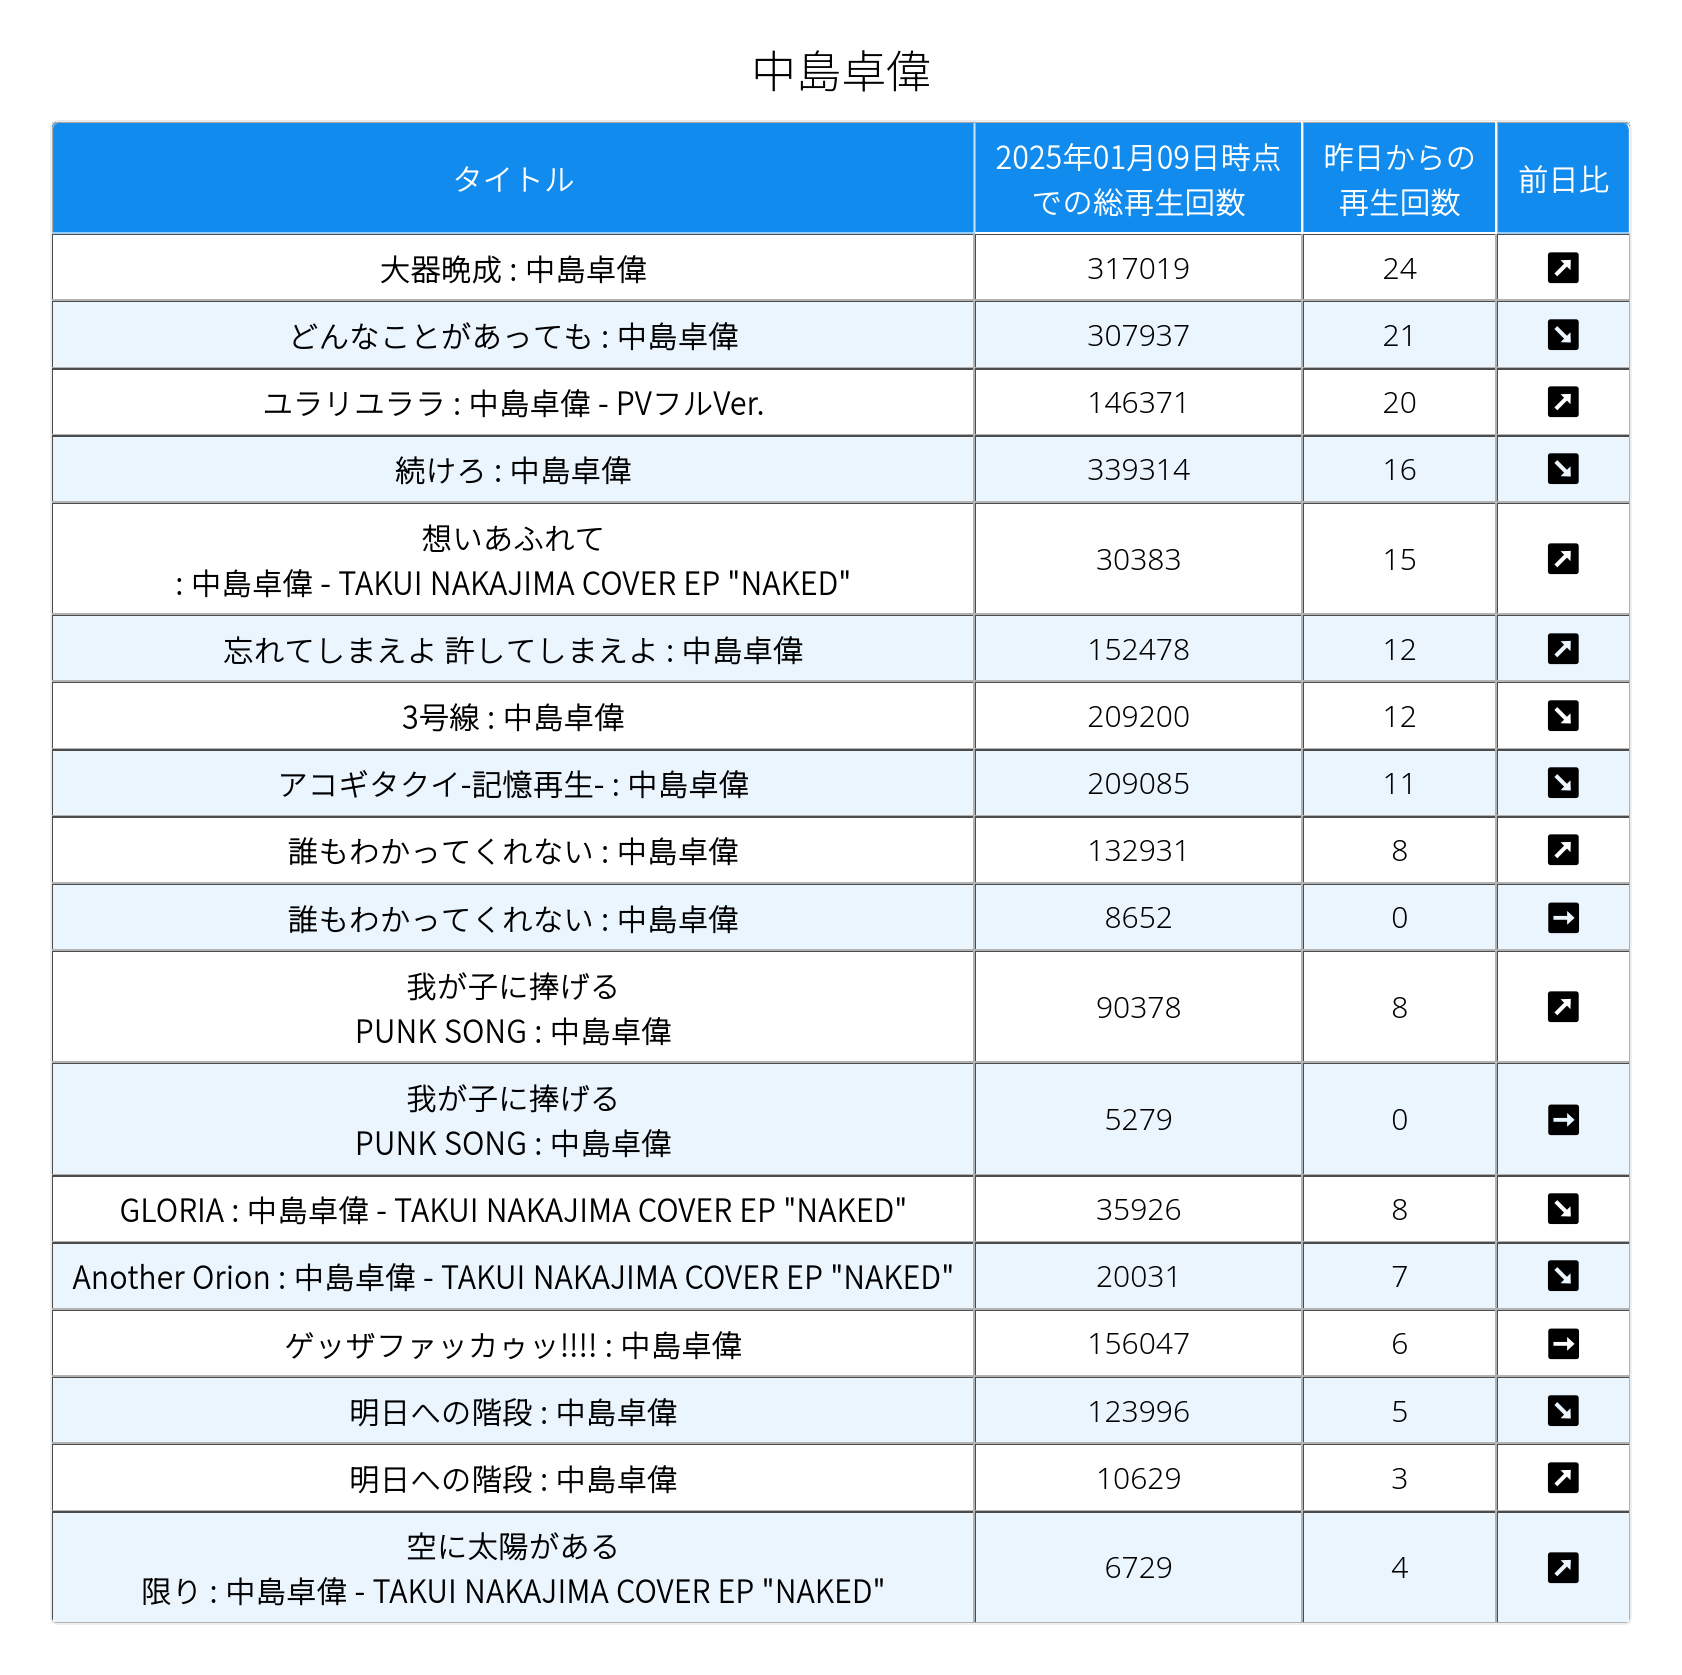 中島卓偉
タイトル
2025年01月09日時点
での総再生回数
昨日からの
再生回数
前日比
大器晩成 : 中島卓偉 317019 24
どんなことがあっても : 中島卓偉 307937 21
ユラリユララ : 中島卓偉 - PVフルVer. 146371 20
続けろ : 中島卓偉 339314 16
想いあふれて
: 中島卓偉 - TAKUI NAKAJIMA COVER EP "NAKED" 30383 15
忘れてしまえよ 許してしまえよ : 中島卓偉 152478 12
3号線 : 中島卓偉 209200 12
アコギタクイ-記憶再生- : 中島卓偉 209085 11
誰もわかってくれない : 中島卓偉 132931 8
誰もわかってくれない : 中島卓偉 8652 0
我が子に捧げる
PUNK SONG : 中島卓偉 90378 8
我が子に捧げる
PUNK SONG : 中島卓偉 5279 0
GLORIA : 中島卓偉 - TAKUI NAKAJIMA COVER EP "NAKED" 35926 8
Another Orion : 中島卓偉 - TAKUI NAKAJIMA COVER EP "NAKED" 20031 7
ゲッザファッカゥッ!!!! : 中島卓偉 156047 6
明日への階段 : 中島卓偉 123996 5
明日への階段 : 中島卓偉 10629 3
空に太陽がある
限り : 中島卓偉 - TAKUI NAKAJIMA COVER EP "NAKED" 6729 4